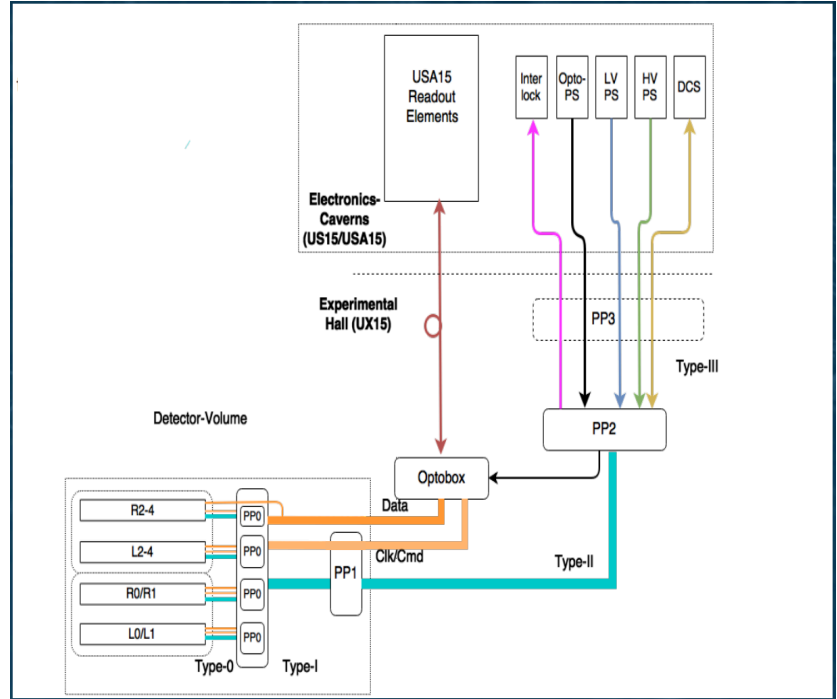 USA15
Readout
Elements
Inter
lock
Opto-
PS
LV
PS
HV
PS
DCS
Electronics-
Caverns
(US15/USA15)
Experimental
Hall (UX15)
PP3
Type-III
Detector-Volume
PP2
Optobox
R2-4
PP0
Data
L2-4
PP0
Clk/Cmd
PP1
Type-II
R0/R1
PP0
L0/L1
PP0
Type-0
Type-I